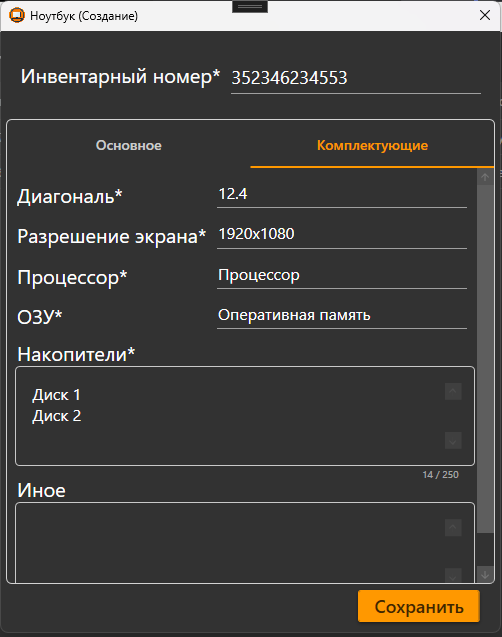 Ноутбук (Создание)
Инвентарный номер* 352346234553
Основное Комплектующие
Диагональ* 12.4
Разрешение экрана* 1920x1080
Процессор* Процессор
ОЗУ* Оперативная память
Накопители*
Диск 1
Диск 2
14 / 250
Иное
Сохранить